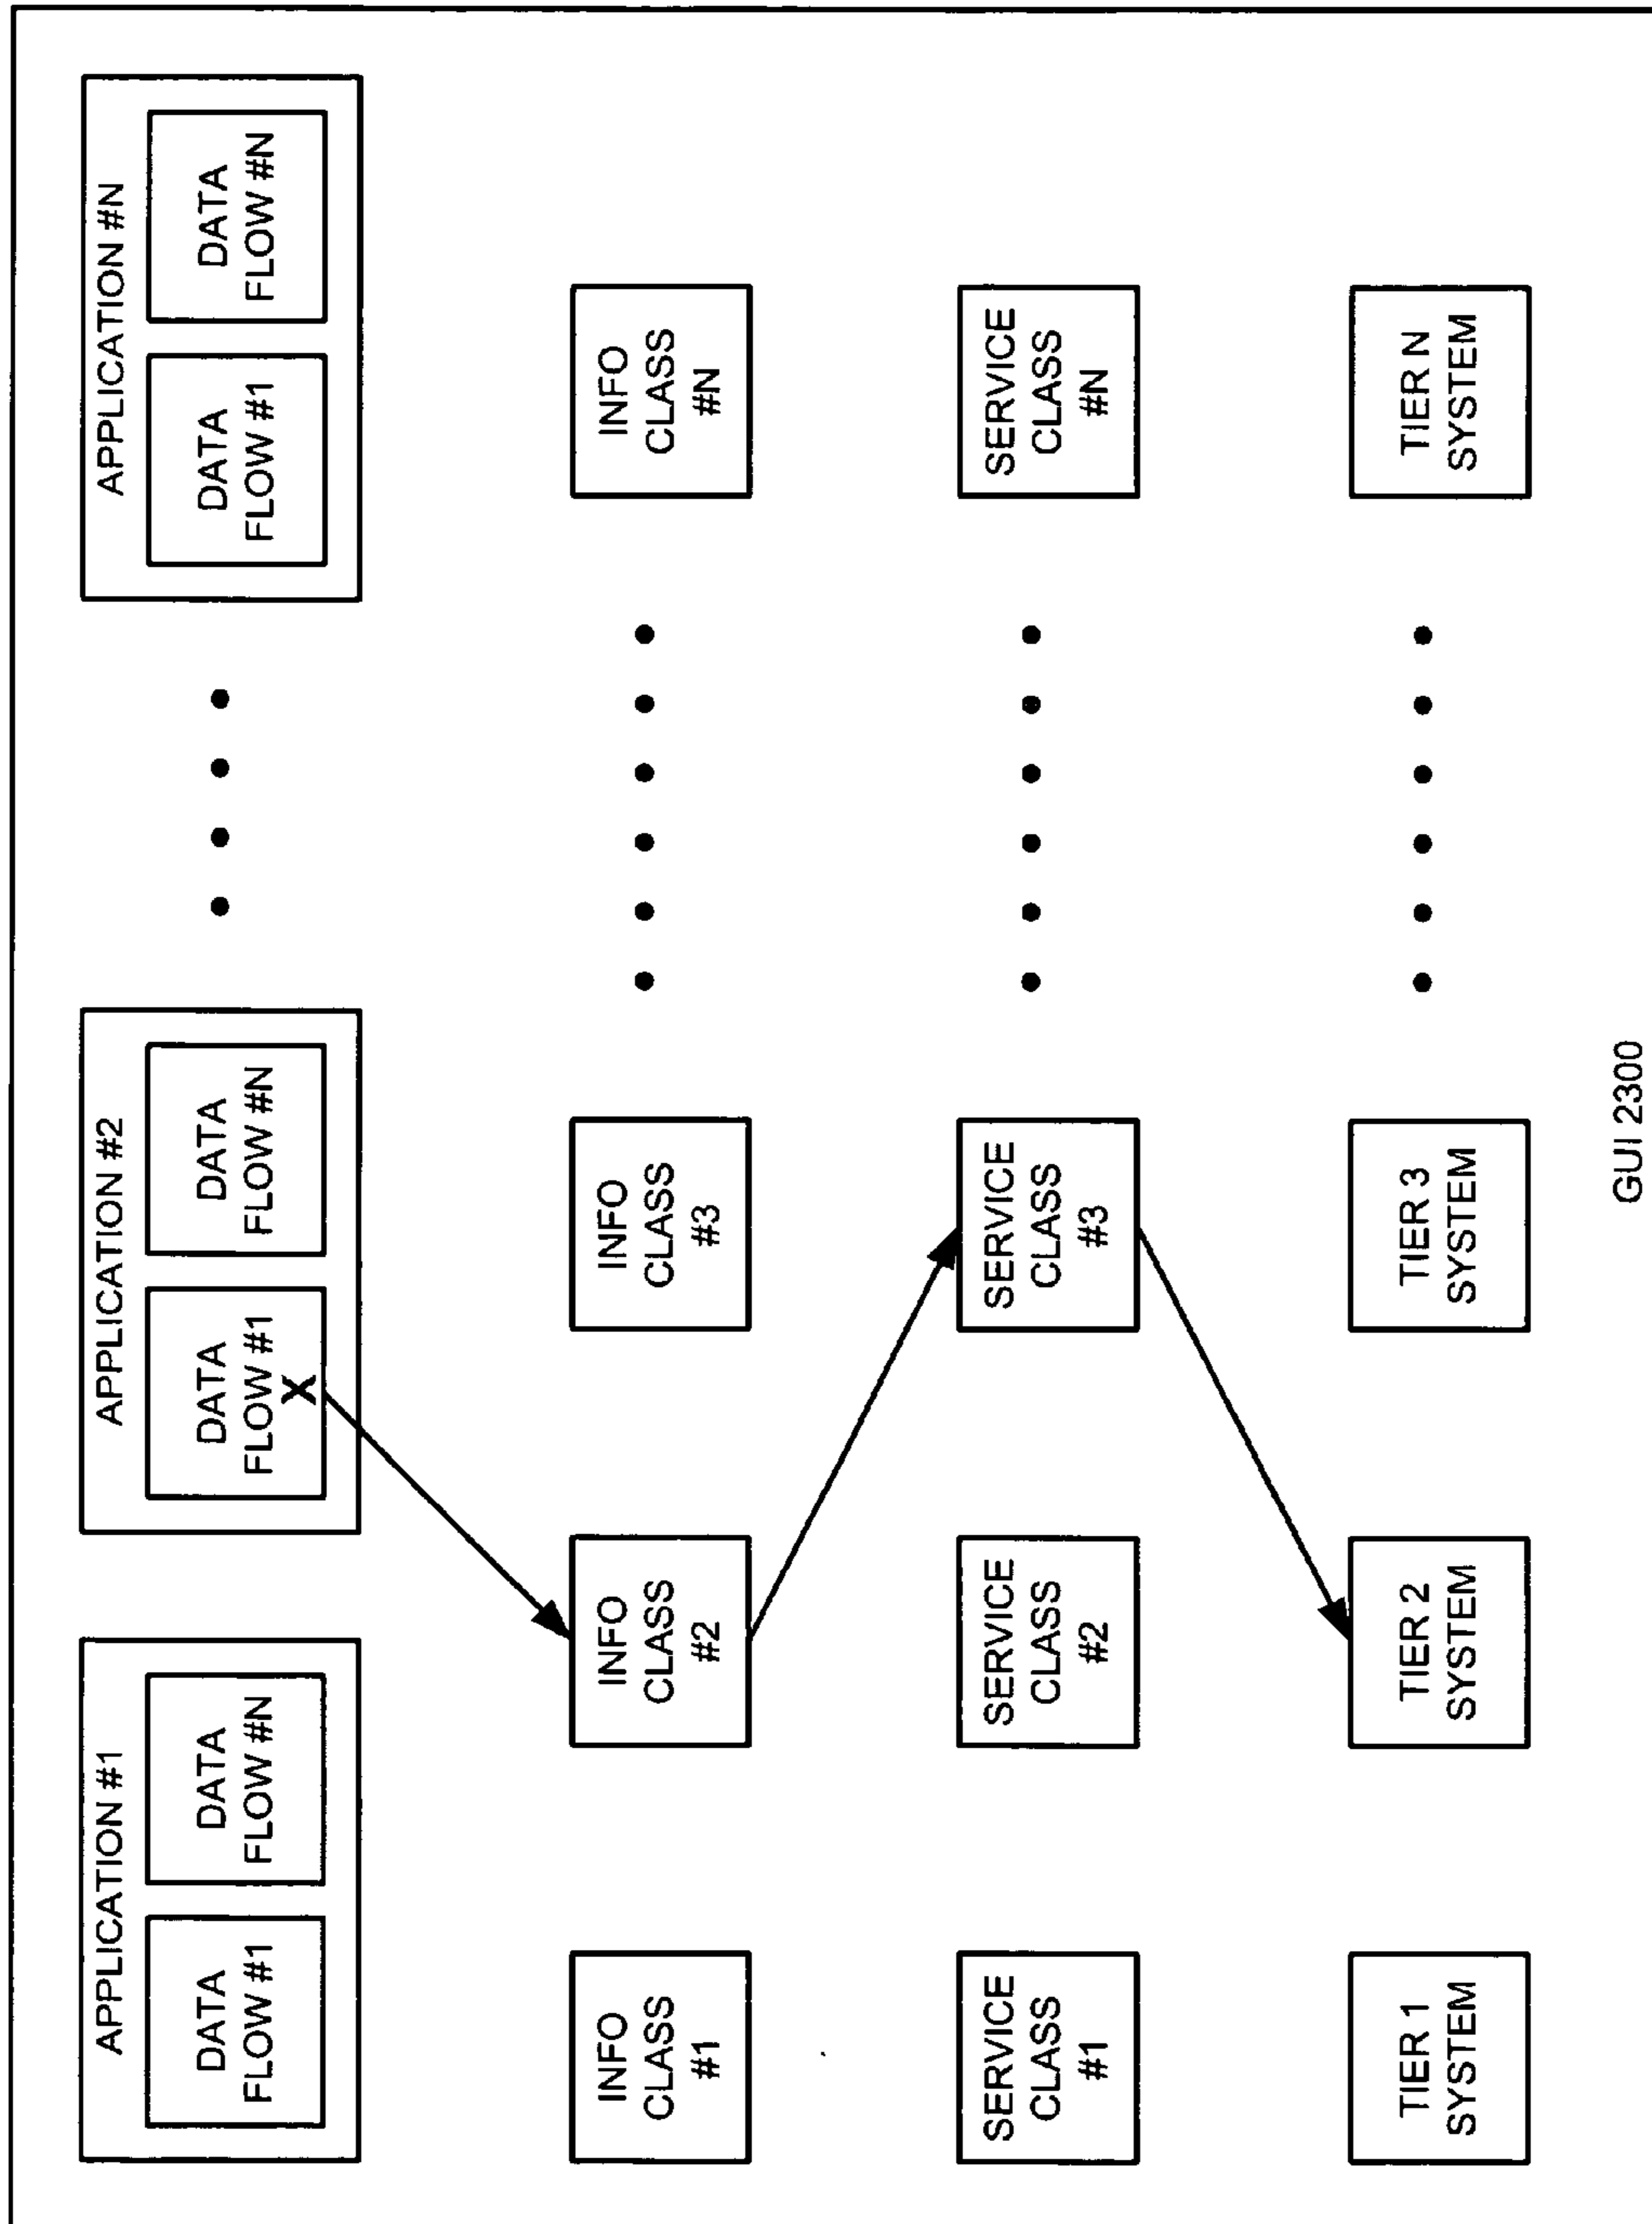 APPLICATION #1
DATA
FLOW #1
DATA
FLOW #N
APPLICATION #2
DATA
FLOW #1
X
DATA
FLOW #N
APPLICATION #N
DATA
FLOW #1
DATA
FLOW #N
INFO
CLASS
#1
INFO
CLASS
#2
INFO
CLASS
#3
INFO
CLASS
#N
SERVICE
CLASS
#1
SERVICE
CLASS
#2
SERVICE
CLASS
#3
SERVICE
CLASS
#N
TIER 1
SYSTEM
TIER 2
SYSTEM
TIER 3
SYSTEM
TIER N
SYSTEM
GUI 2300